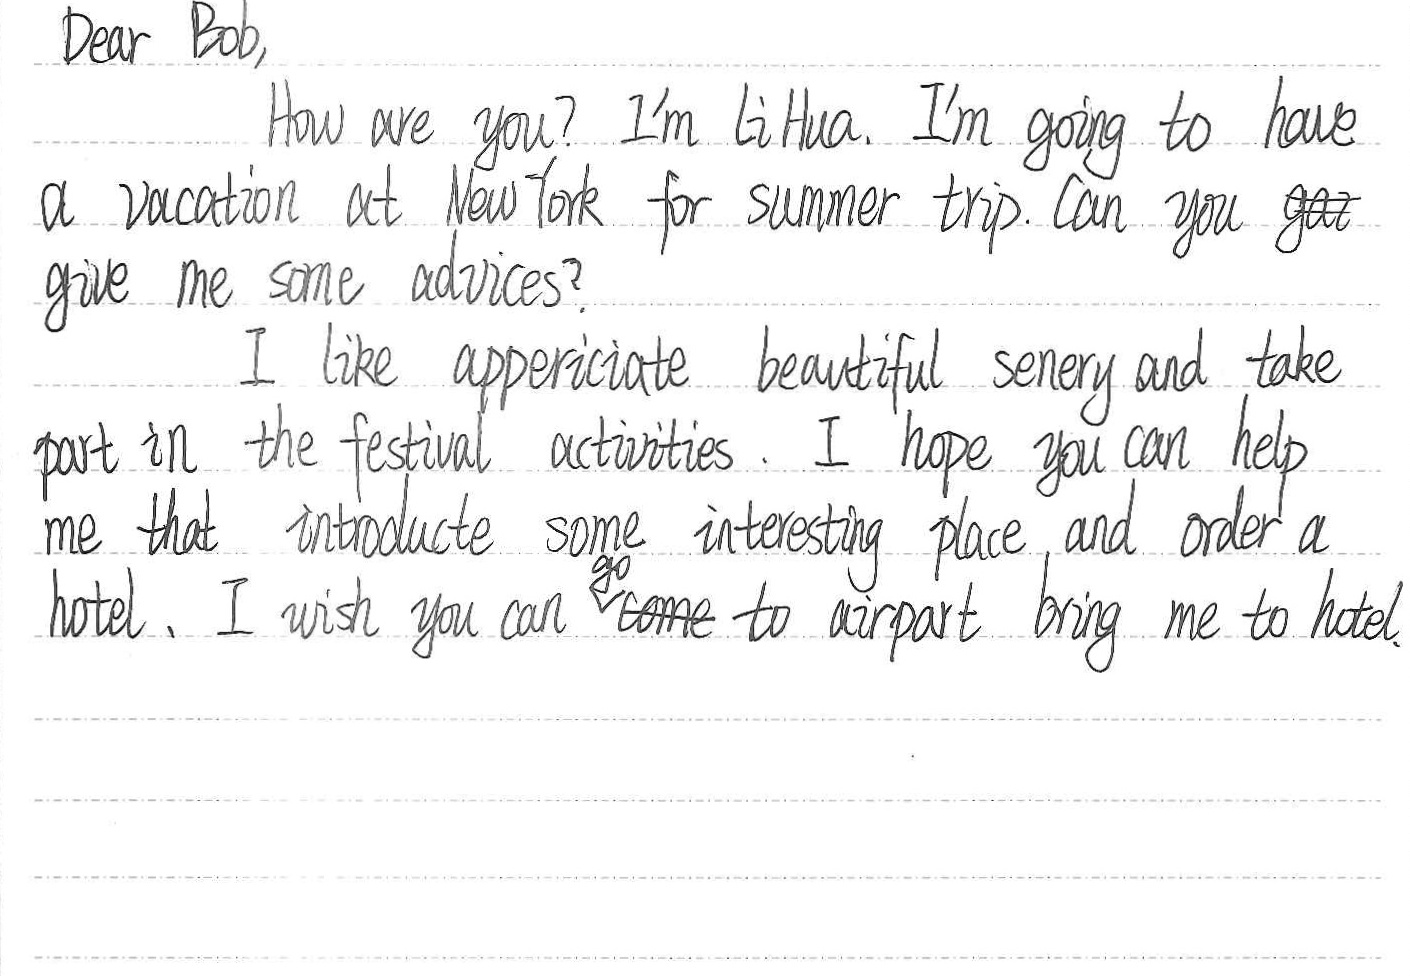 Dear Bob,
How are you? I'm Li Hua. I'm going to have
a vacation at New York for summer trip. Can you
give me some advices?
I like appericiate beautiful senery and take
part in the festival activities. I hope you can help
me that introducte some interesting place, and order a
hotel. I wish you can go to airpart bring me to hotel.